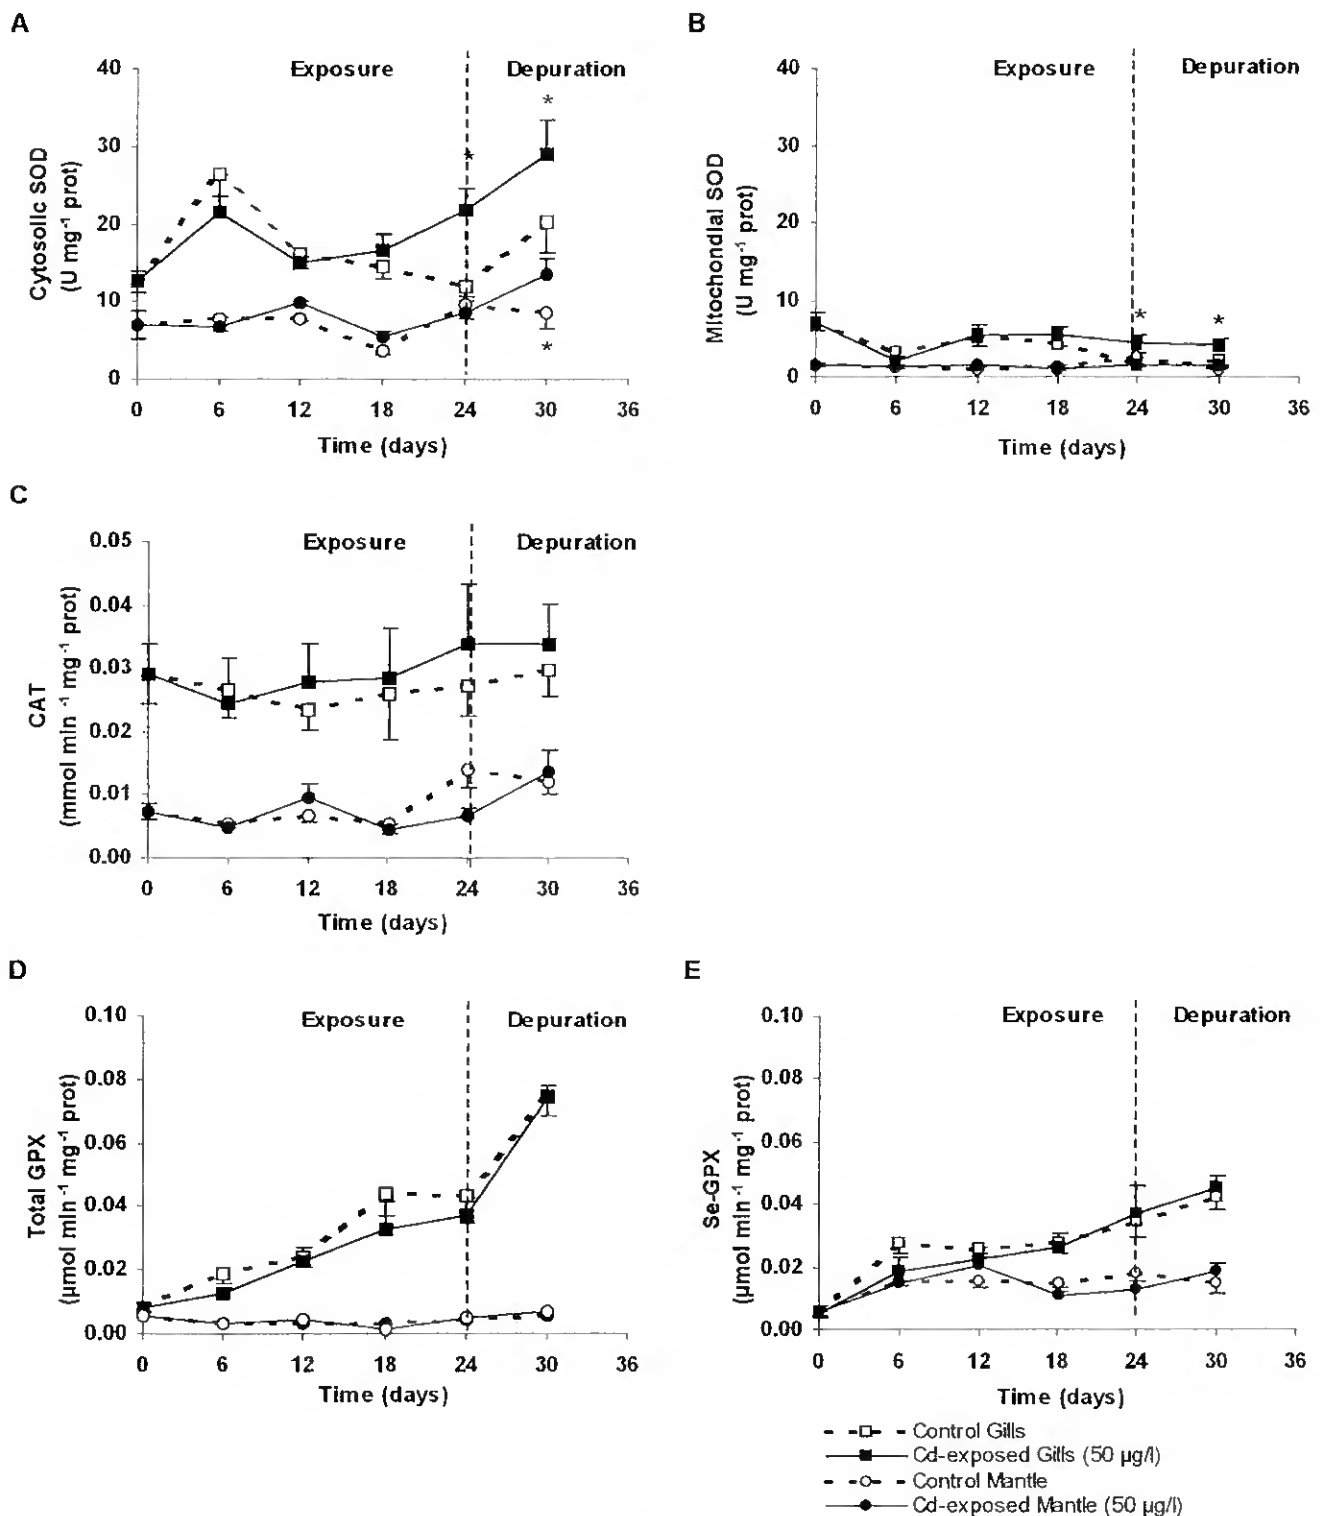 A
B
Exposure Depuration
Exposure Depuration
Cytosolic SOD
(U mg-1 prot)
40
30
20
10
0
*
*
*
0 6 12 18 24 30 36
Time (days)
Mitochondial SOD
(U mg-1 prot)
40
30
20
10
0
*
*
0 6 12 18 24 30 36
Time (days)
C
Exposure Depuration
CAT
(mmol mln -1 mg-1 prot)
0.05
0.04
0.03
0.02
0.01
0.00
0 6 12 18 24 30 36
Time (days)
D
Exposure Depuration
Total GPX
(µmol mln-1 mg-1 prot)
0.10
0.08
0.06
0.04
0.02
0.00
0 6 12 18 24 30 36
Time (days)
E
Exposure Depuration
Se-GPX
(µmol mln-1 mg-1 prot)
0.10
0.08
0.06
0.04
0.02
0.00
0 6 12 18 24 30 36
Time (days)
Control Gills
Cd-exposed Gills (50 µg/l)
Control Mantle
Cd-exposed Mantle (50 µg/l)